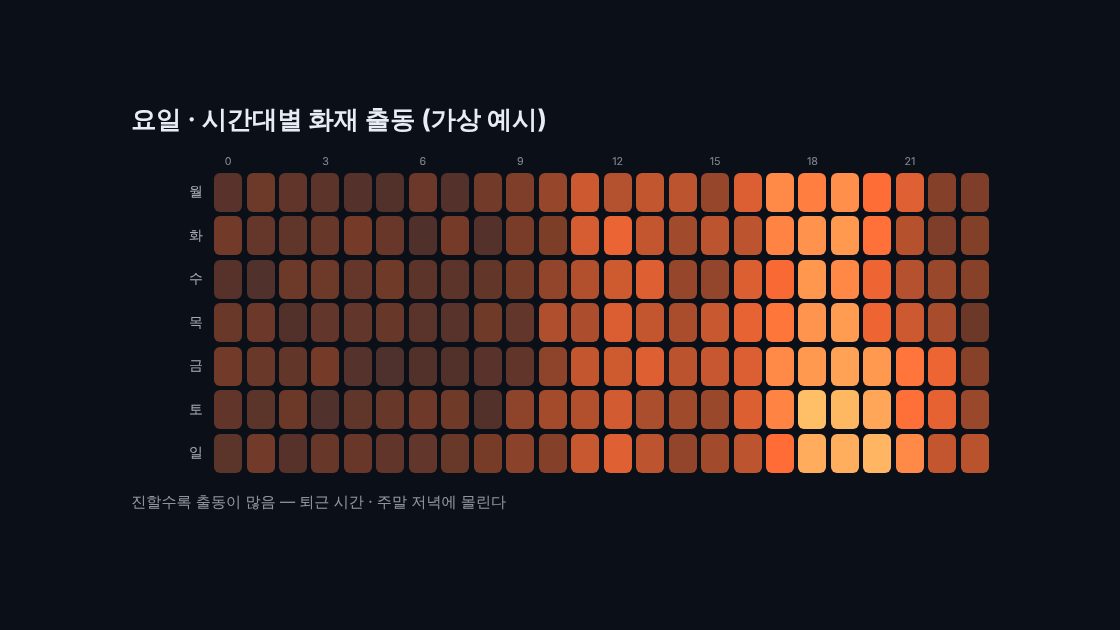 요일 · 시간대별 화재 출동 (가상 예시)
0 3 6 9 12 15 18 21
월
화
수
목
금
토
일
진할수록 출동이 많음 — 퇴근 시간 · 주말 저녁에 몰린다